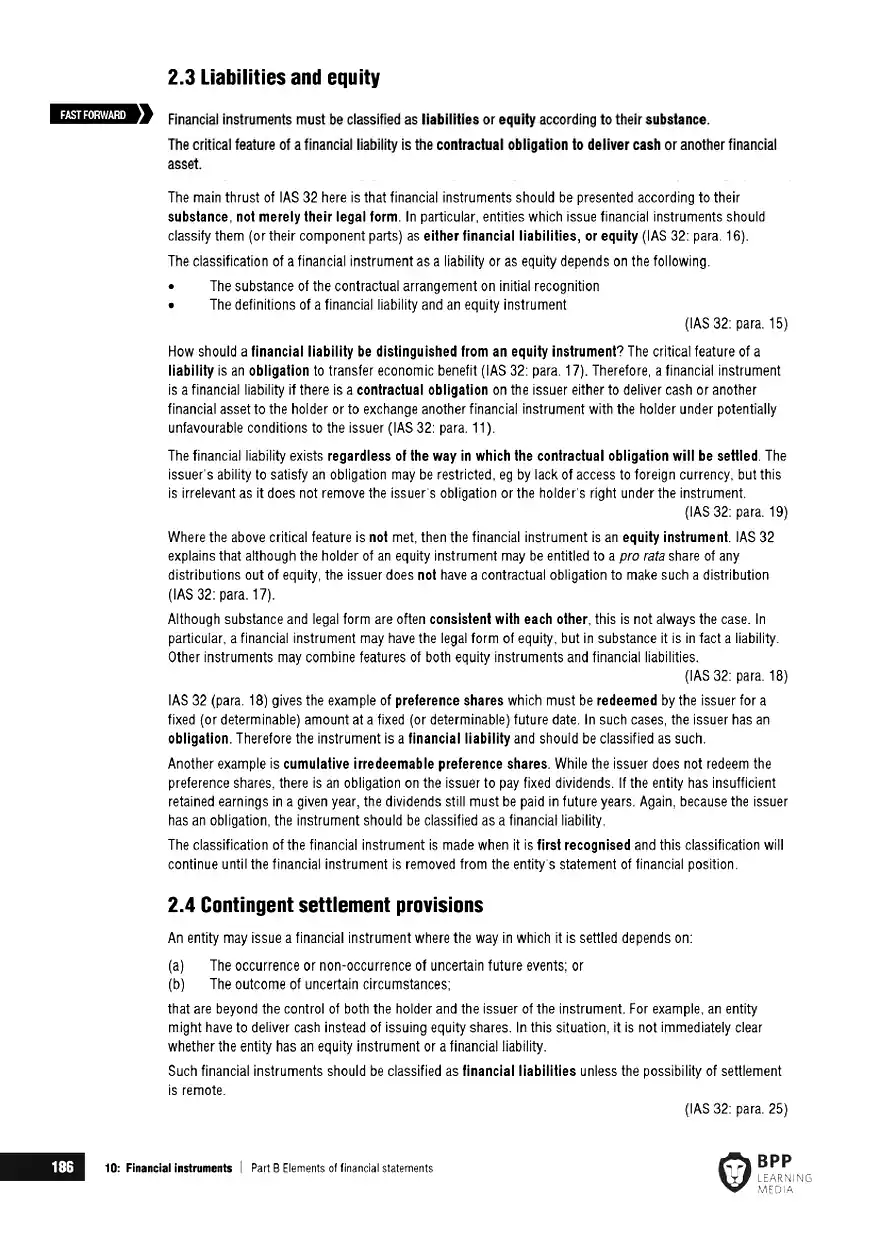 2.3 Liabilities and equity
FAST FORWARD
Financial instruments must be classified as liabilities or equity according to their substance.
The critical feature of a financial liability is the contractual obligation to deliver cash or another financial
asset.
The main thrust of IAS 32 here is that financial instruments should be presented according to their
substance, not merely their legal form. In particular, entities which issue financial instruments should
classify them (or their component parts) as either financial liabilities, or equity (IAS 32: para. 16).
The classification of a financial instrument as a liability or as equity depends on the following.
• The substance of the contractual arrangement on initial recognition
• The definitions of a financial liability and an equity instrument
(IAS 32: para. 15)
How should a financial liability be distinguished from an equity instrument? The critical feature of a
liability is an obligation to transfer economic benefit (IAS 32: para. 17). Therefore, a financial instrument
is a financial liability if there is a contractual obligation on the issuer either to deliver cash or another
financial asset to the holder or to exchange another financial instrument with the holder under potentially
unfavourable conditions to the issuer (IAS 32: para. 11).
The financial liability exists regardless of the way in which the contractual obligation will be settled. The
issuer's ability to satisfy an obligation may be restricted, eg by lack of access to foreign currency, but this
is irrelevant as it does not remove the issuer's obligation or the holder's right under the instrument.
(IAS 32: para. 19)
Where the above critical feature is not met, then the financial instrument is an equity instrument. IAS 32
explains that although the holder of an equity instrument may be entitled to a pro rata share of any
distributions out of equity, the issuer does not have a contractual obligation to make such a distribution
(IAS 32: para. 17).
Although substance and legal form are often consistent with each other, this is not always the case. In
particular, a financial instrument may have the legal form of equity, but in substance it is in fact a liability.
Other instruments may combine features of both equity instruments and financial liabilities.
(IAS 32: para. 18)
IAS 32 (para. 18) gives the example of preference shares which must be redeemed by the issuer for a
fixed (or determinable) amount at a fixed (or determinable) future date. In such cases, the issuer has an
obligation. Therefore the instrument is a financial liability and should be classified as such.
Another example is cumulative irredeemable preference shares. While the issuer does not redeem the
preference shares, there is an obligation on the issuer to pay fixed dividends. If the entity has insufficient
retained earnings in a given year, the dividends still must be paid in future years. Again, because the issuer
has an obligation, the instrument should be classified as a financial liability.
The classification of the financial instrument is made when it is first recognised and this classification will
continue until the financial instrument is removed from the entity's statement of financial position.
2.4 Contingent settlement provisions
An entity may issue a financial instrument where the way in which it is settled depends on:
(a) The occurrence or non-occurrence of uncertain future events; or
(b) The outcome of uncertain circumstances;
that are beyond the control of both the holder and the issuer of the instrument. For example, an entity
might have to deliver cash instead of issuing equity shares. In this situation, it is not immediately clear
whether the entity has an equity instrument or a financial liability.
Such financial instruments should be classified as financial liabilities unless the possibility of settlement
is remote.
(IAS 32: para. 25)
186 10: Financial instruments | Part B Elements of financial statements
BPP
LEARNING
MEDIA